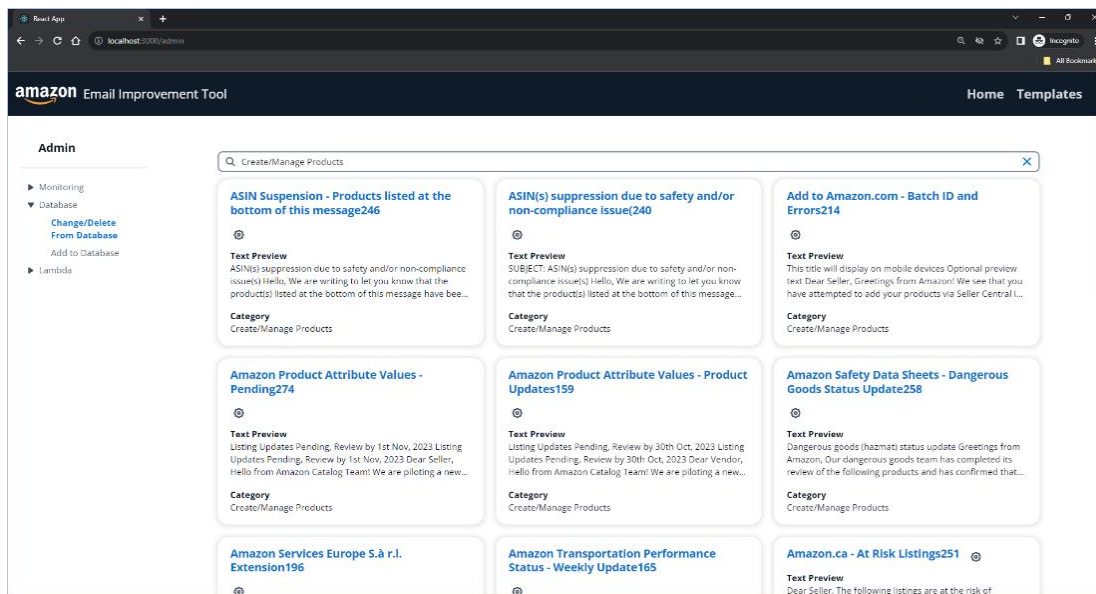 React App
localhost:3000/admin
Incognito
All Bookmark
amazon Email Improvement Tool
Home Templates
Admin
Monitoring
Database
Change/Delete
From Database
Add to Database
Lambda
Create/Manage Products
ASIN Suspension - Products listed at the
bottom of this message246
Text Preview
ASIN(s) suppression due to safety and/or non-compliance
issue(s) Hello, We are writing to let you know that the
product(s) listed at the bottom of this message have bee...
Category
Create/Manage Products
ASIN(s) suppression due to safety and/or
non-compliance issue(240
Text Preview
SUBJECT: ASIN(s) suppression due to safety and/or non-
compliance issue(s) Hello, We are writing to let you know
that the product(s) listed at the bottom of this message...
Category
Create/Manage Products
Add to Amazon.com - Batch ID and
Errors214
Text Preview
This title will display on mobile devices Optional preview
text Dear Seller, Greetings from Amazon! We see that you
have attempted to add your products via Seller Central i...
Category
Create/Manage Products
Amazon Product Attribute Values -
Pending274
Text Preview
Listing Updates Pending, Review by 1st Nov, 2023 Listing
Updates Pending, Review by 1st Nov, 2023 Dear Seller,
Hello from Amazon Catalog Team! We are piloting a new...
Category
Create/Manage Products
Amazon Product Attribute Values - Product
Updates159
Text Preview
Listing Updates Pending, Review by 30th Oct, 2023 Listing
Updates Pending, Review by 30th Oct, 2023 Dear Vendor,
Hello from Amazon Catalog Team! We are piloting a new...
Category
Create/Manage Products
Amazon Safety Data Sheets - Dangerous
Goods Status Update258
Text Preview
Dangerous goods (hazmat) status update Greetings from
Amazon, Our dangerous goods team has completed its
review of the following products and has confirmed that...
Category
Create/Manage Products
Amazon Services Europe S.à r.l.
Extension196
Amazon Transportation Performance
Status - Weekly Update165
Amazon.ca - At Risk Listings251
Text Preview
Dear Seller, The following listings are at the risk of